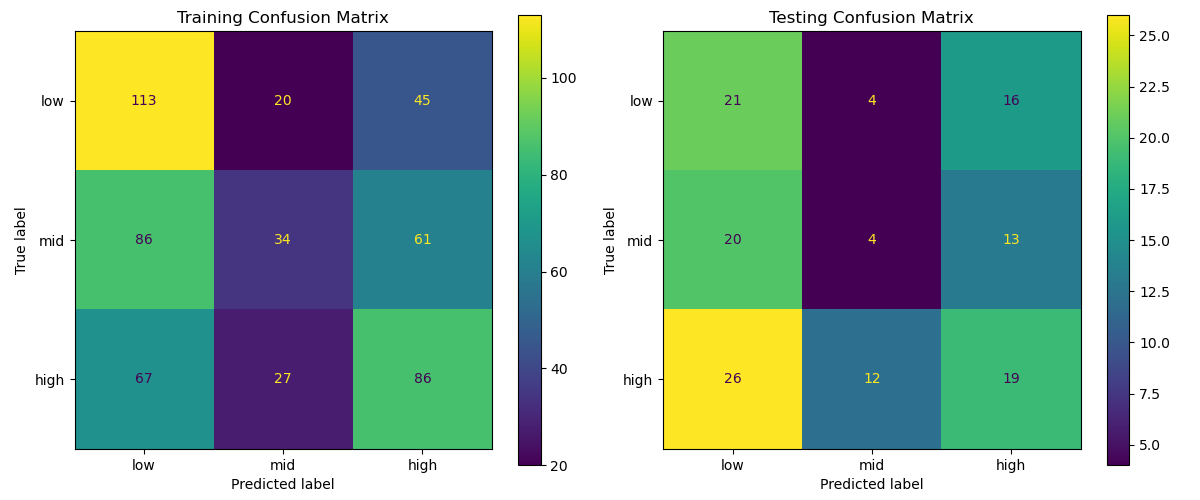 Training Confusion Matrix
True label
low
mid
high
113 20 45
86 34 61
67 27 86
low mid high
Predicted label
100
80
60
40
20
Testing Confusion Matrix
True label
low
mid
high
21 4 16
20 4 13
26 12 19
low mid high
Predicted label
25.0
22.5
20.0
17.5
15.0
12.5
10.0
7.5
5.0